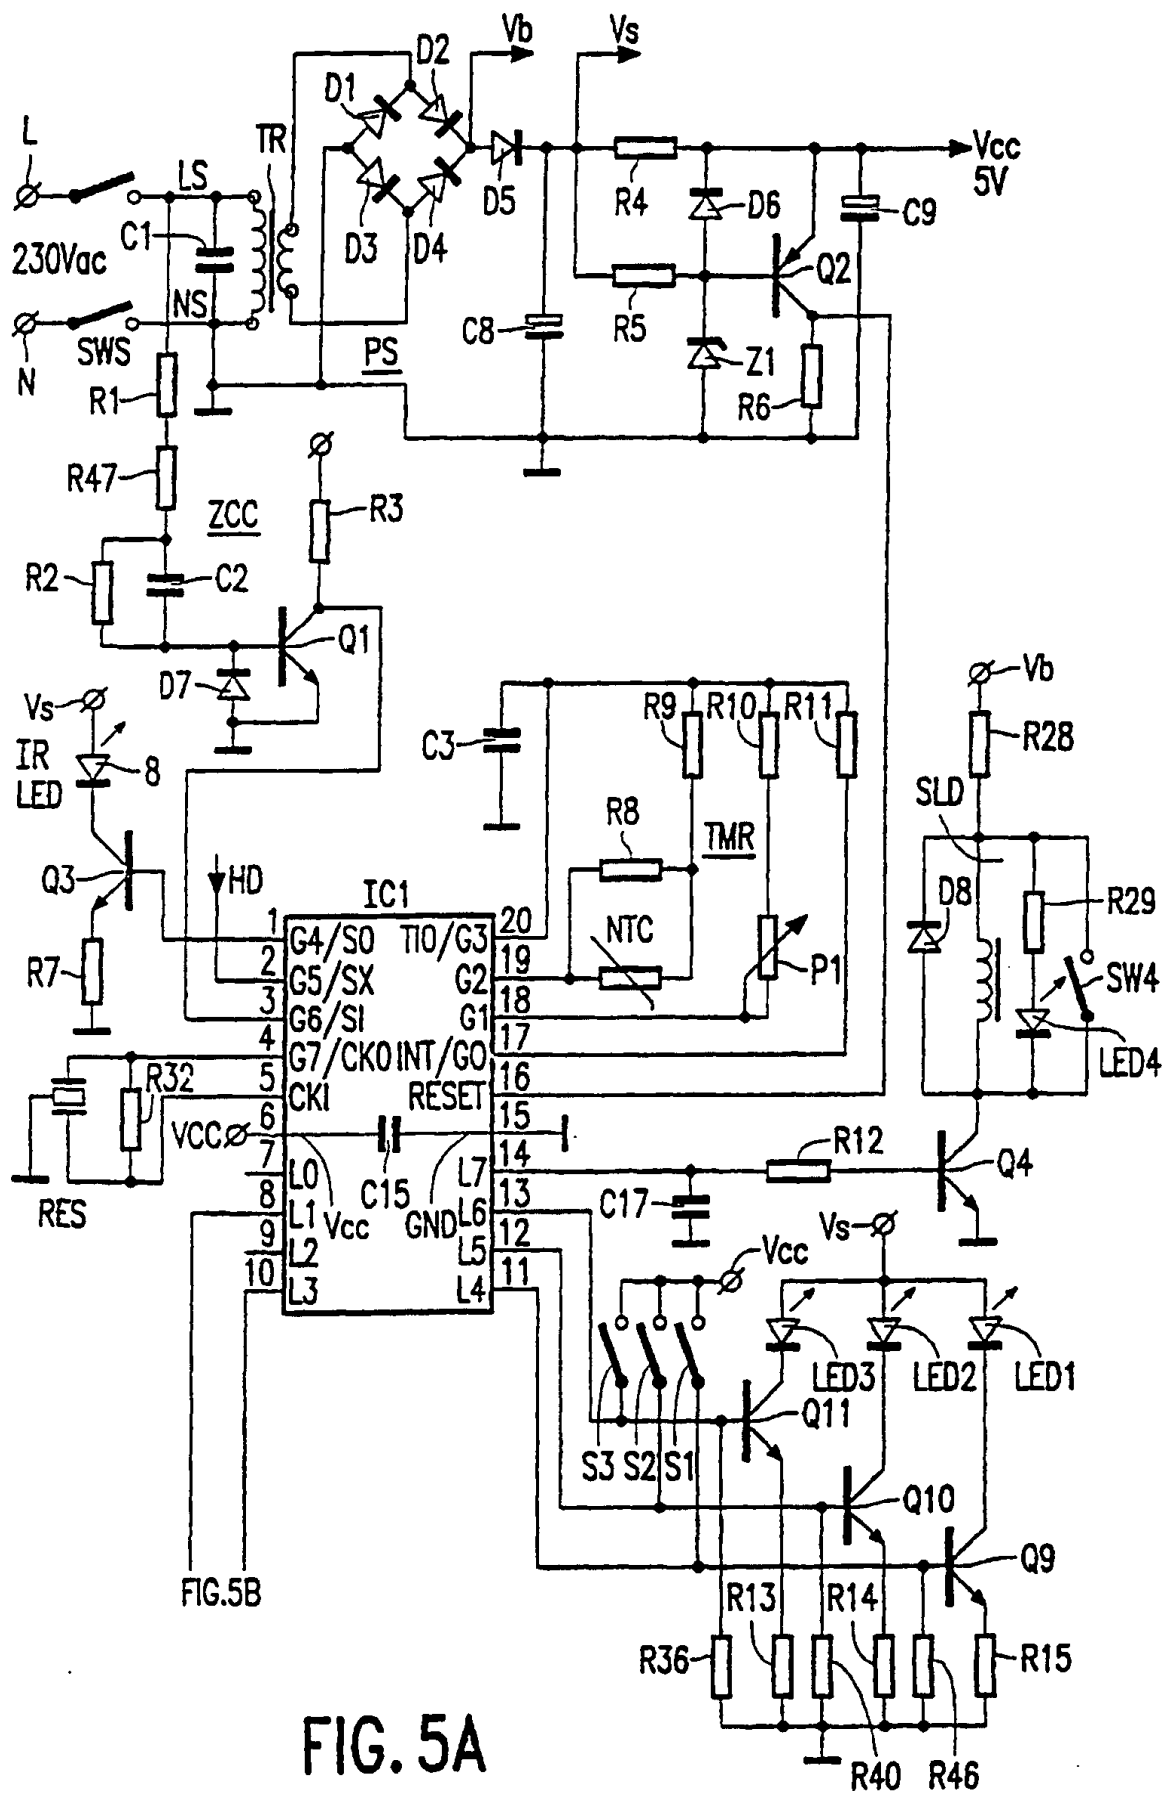 Vb Vs
D1 D2
L
TR
LS
Vcc
5V
D5 R4 D6 C9
C1
230Vac
D3 D4
Q2
NS
N
SWS
PS
C8
R5
Z1
R1
R6
R47
ZCC
R3
R2
C2
Q1
D7
Vb
Vs
IR
LED
8
C3
R9 R10 R11
R28
SLD
R8
TMR
Q3
HD
IC1
D8
R29
NTC
P1
SW4
R7
LED4
1 G4/SO TIO/G3 20
2 G5/SX G2 19
3 G6/SI G1 18
4 G7/CKO INT/GO 17
5 CKI RESET 16
6 15
7 L0 L7 14
8 L1 L6 13
9 L2 L5 12
10 L3 L4 11
R32
VCC
C15
RES
Vcc
GND
R12
Q4
C17
Vs
Vcc
LED3 LED2 LED1
Q11
S3 S2 S1
Q10
Q9
FIG.5B
R13 R14
R36
R15
R40 R46
FIG. 5A